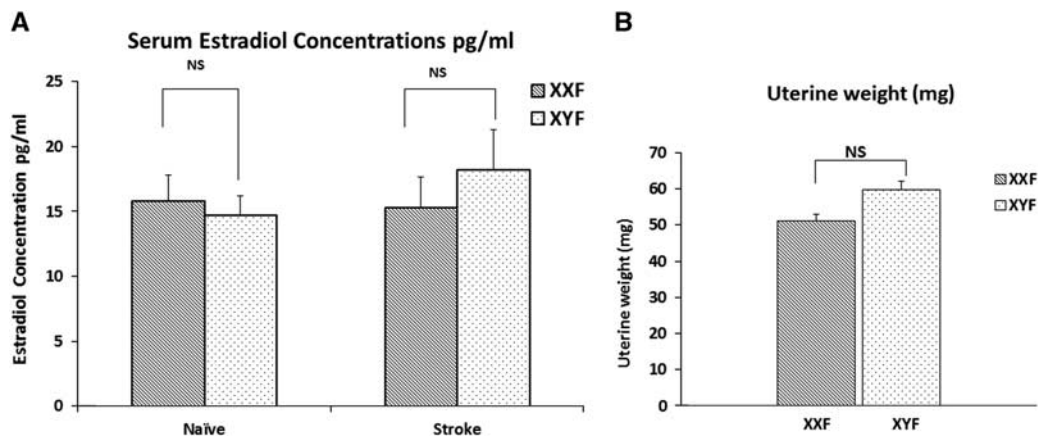 A
Serum Estradiol Concentrations pg/ml
NS
NS
XXF
XYF
Estradiol Concentration pg/ml
25
20
15
10
5
0
Naïve
Stroke
B
Uterine weight (mg)
NS
XXF
XYF
Uterine weight (mg)
70
60
50
40
30
20
10
0
XXF
XYF